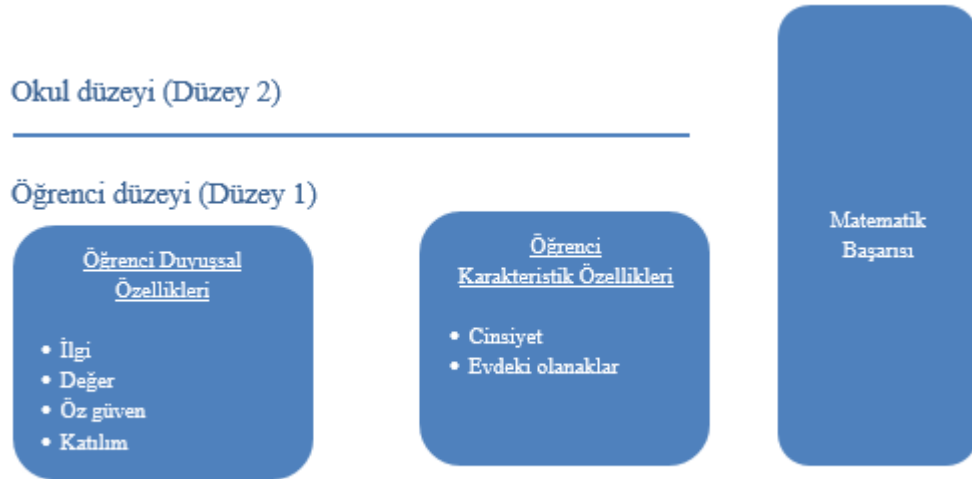 Okul düzeyi (Düzey 2)
Öğrenci düzeyi (Düzey 1)
Öğrenci Duyuşsal
Özellikleri
• İlgi
• Değer
• Öz güven
• Katılım
Öğrenci
Karakteristik Özellikleri
• Cinsiyet
• Evdeki olanaklar
Matematik
Başarısı